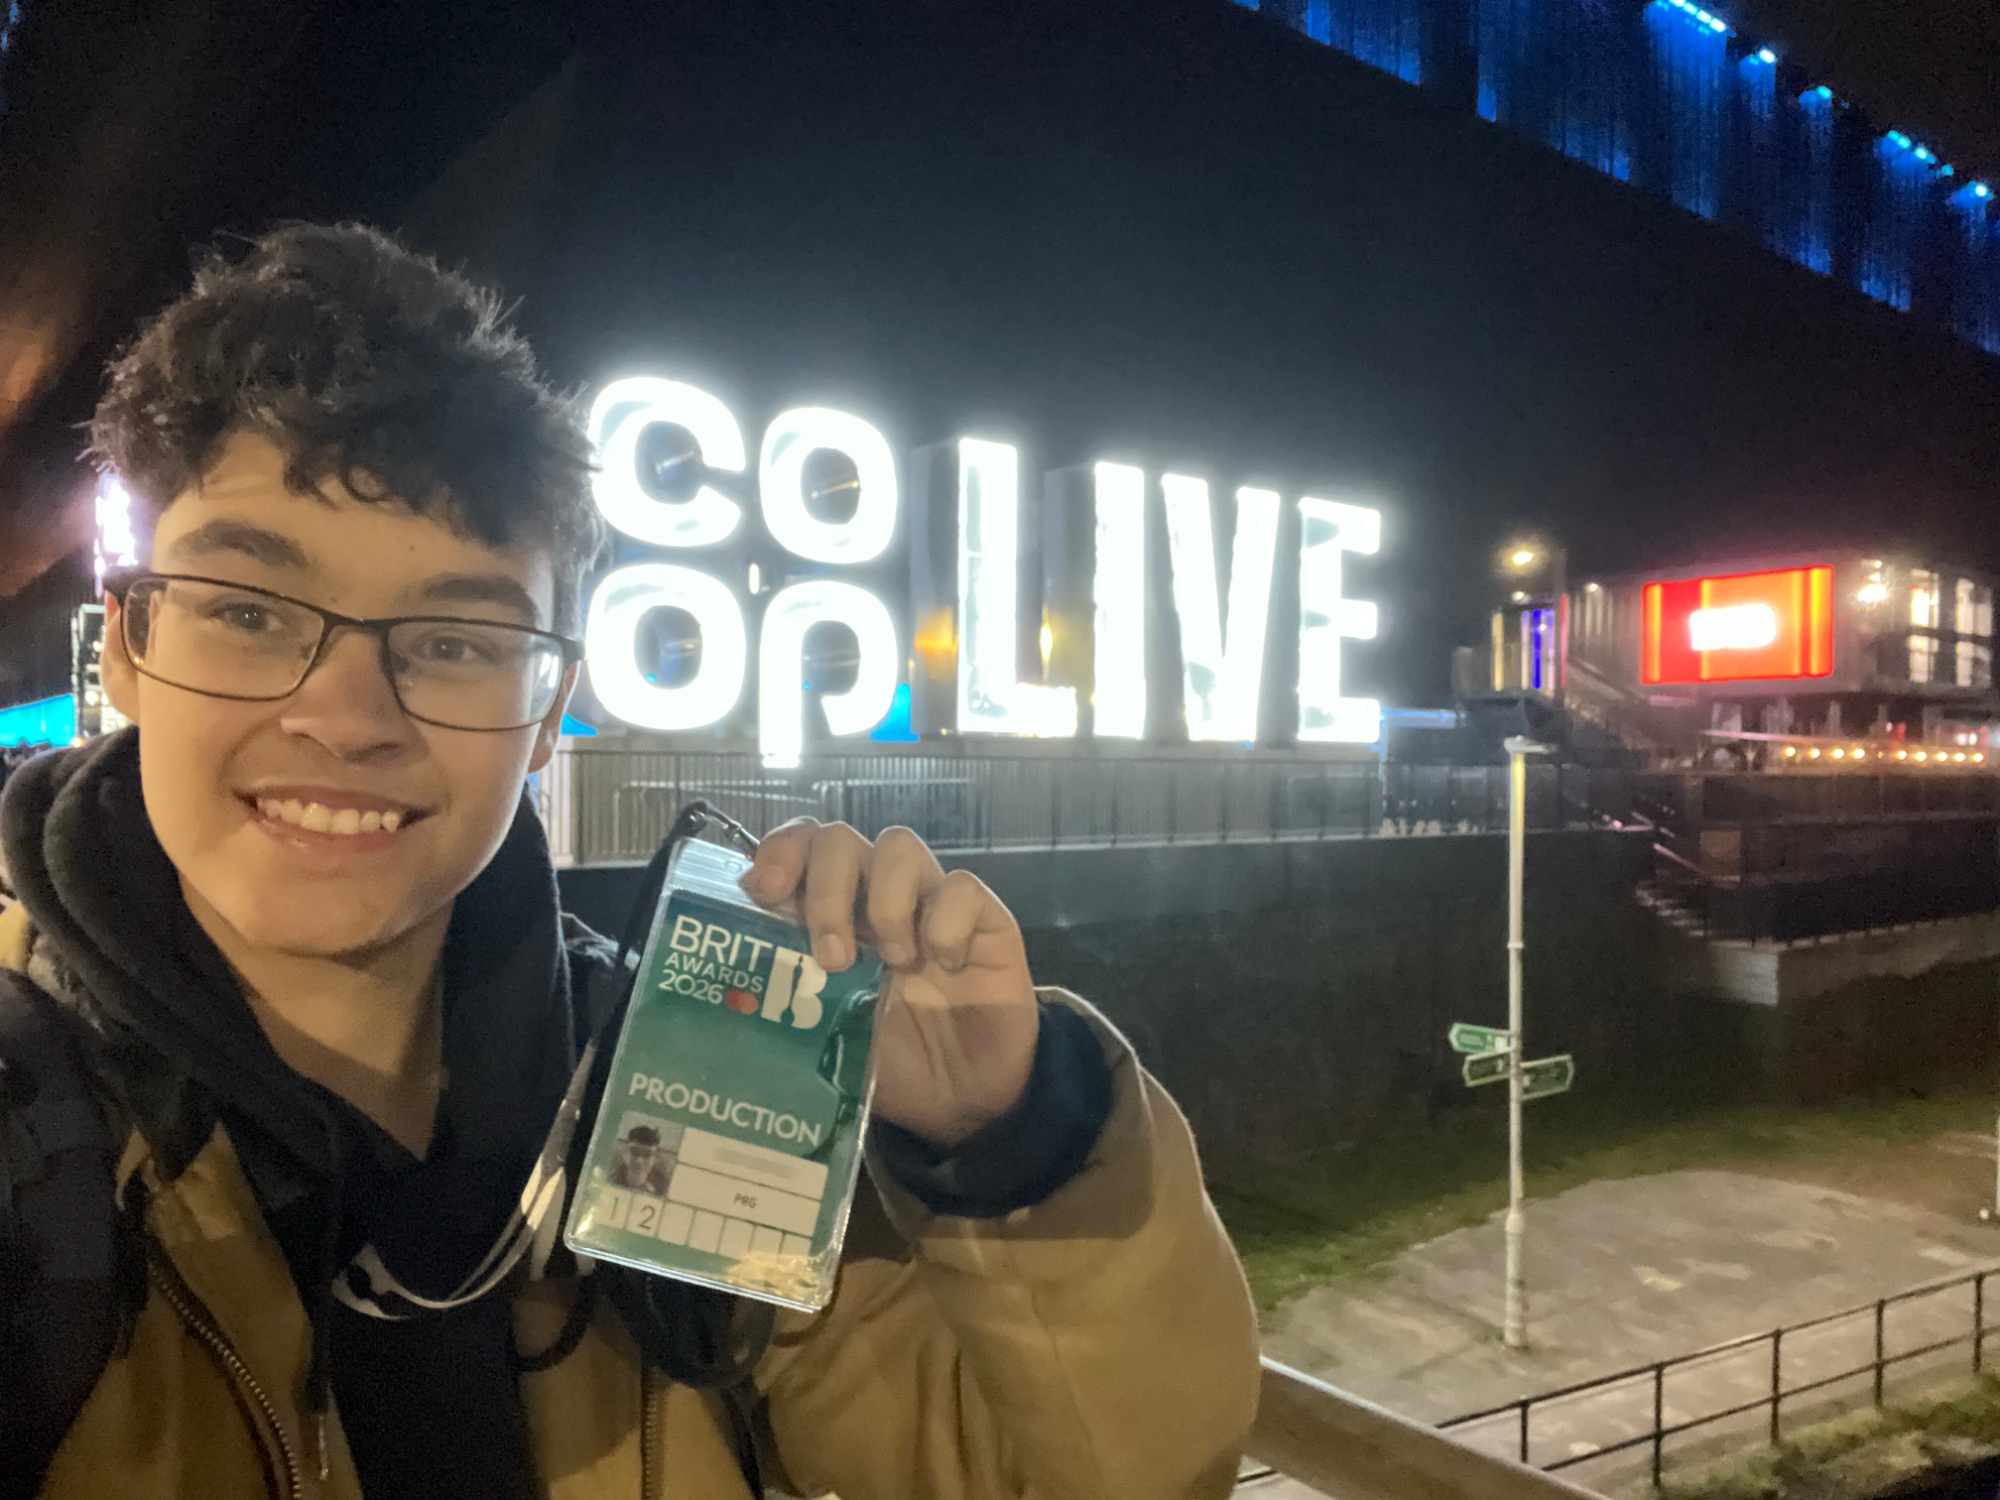 CO
OP
LIVE
BRIT
AWARDS
2026
B
PRODUCTION
PRG
1 2